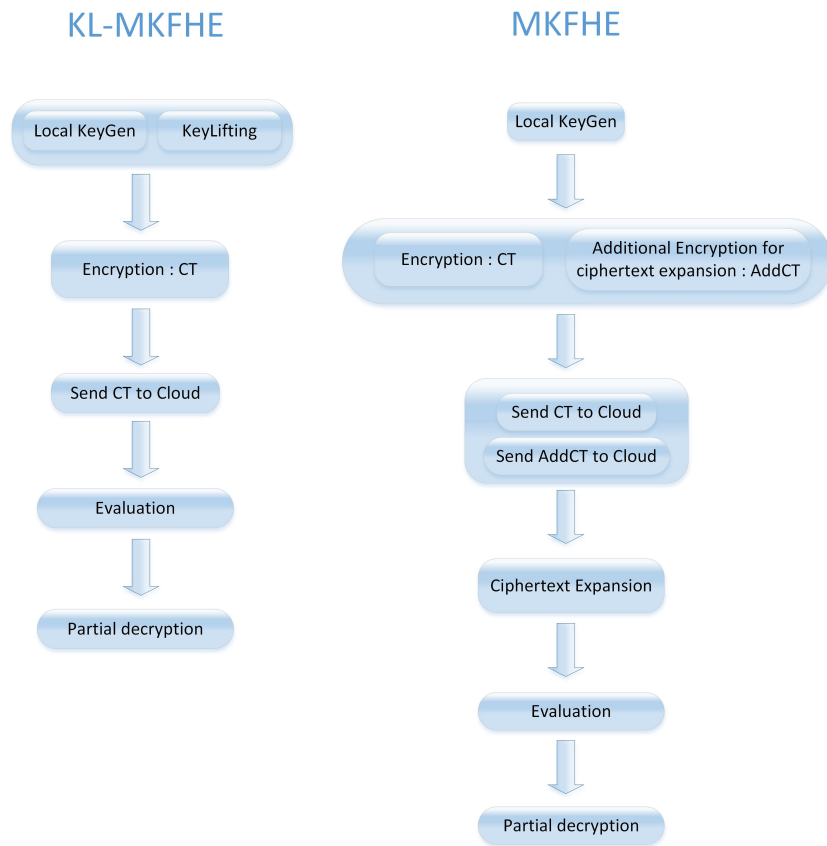 KL-MKFHE
Local KeyGen
KeyLifting
Encryption : CT
Send CT to Cloud
Evaluation
Partial decryption
MKFHE
Local KeyGen
Encryption : CT
Additional Encryption for
ciphertext expansion : AddCT
Send CT to Cloud
Send AddCT to Cloud
Ciphertext Expansion
Evaluation
Partial decryption